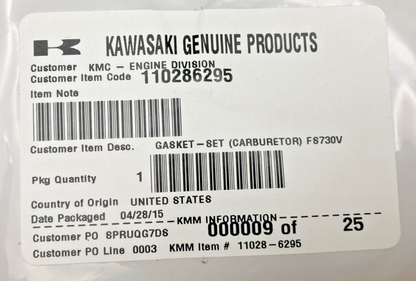 KAWASAKI GENUINE PRODUCTS
Customer KMC - ENGINE DIVISION
Customer Item Code 110286295
Item Note
Customer Item Desc. GASKET-SET (CARBURETOR) FS730V
Pkg Quantity 1
Country of Origin UNITED STATES
Date Packaged 04/28/15
KMM INFORMATION
Customer PO SPRUQG7DS 000009 of 25
Customer PO Line 0003 KMM Item # 11028-6295